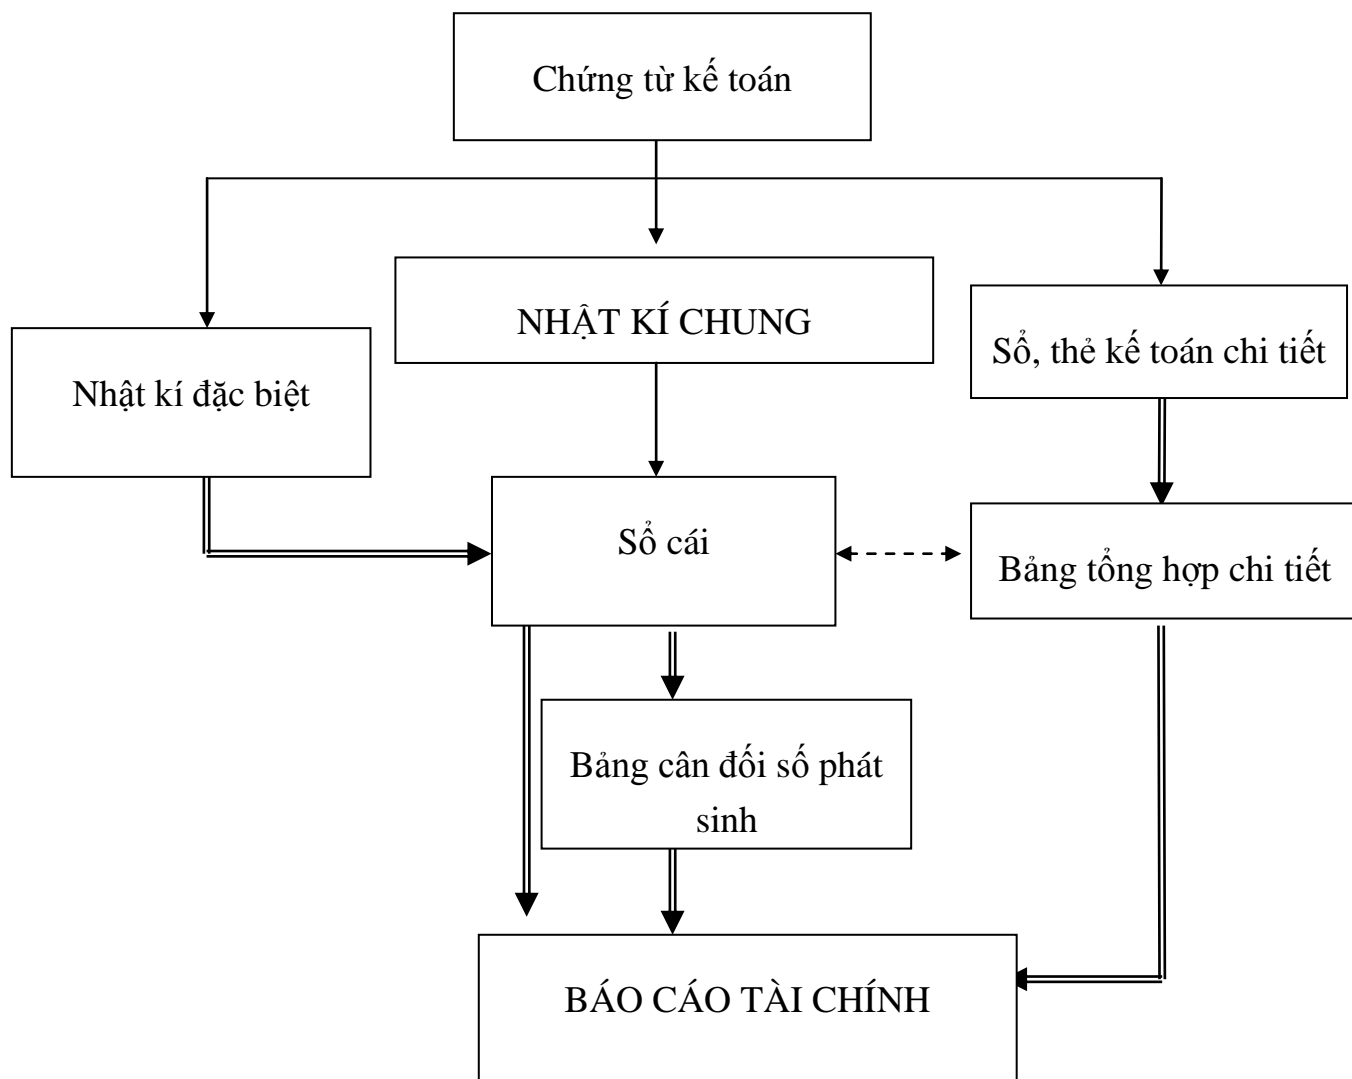 Chứng từ kế toán
NHẬT KÍ CHUNG
Sổ, thẻ kế toán chi tiết
Nhật kí đặc biệt
Sổ cái
Bảng tổng hợp chi tiết
Bảng cân đối số phát
sinh
BÁO CÁO TÀI CHÍNH